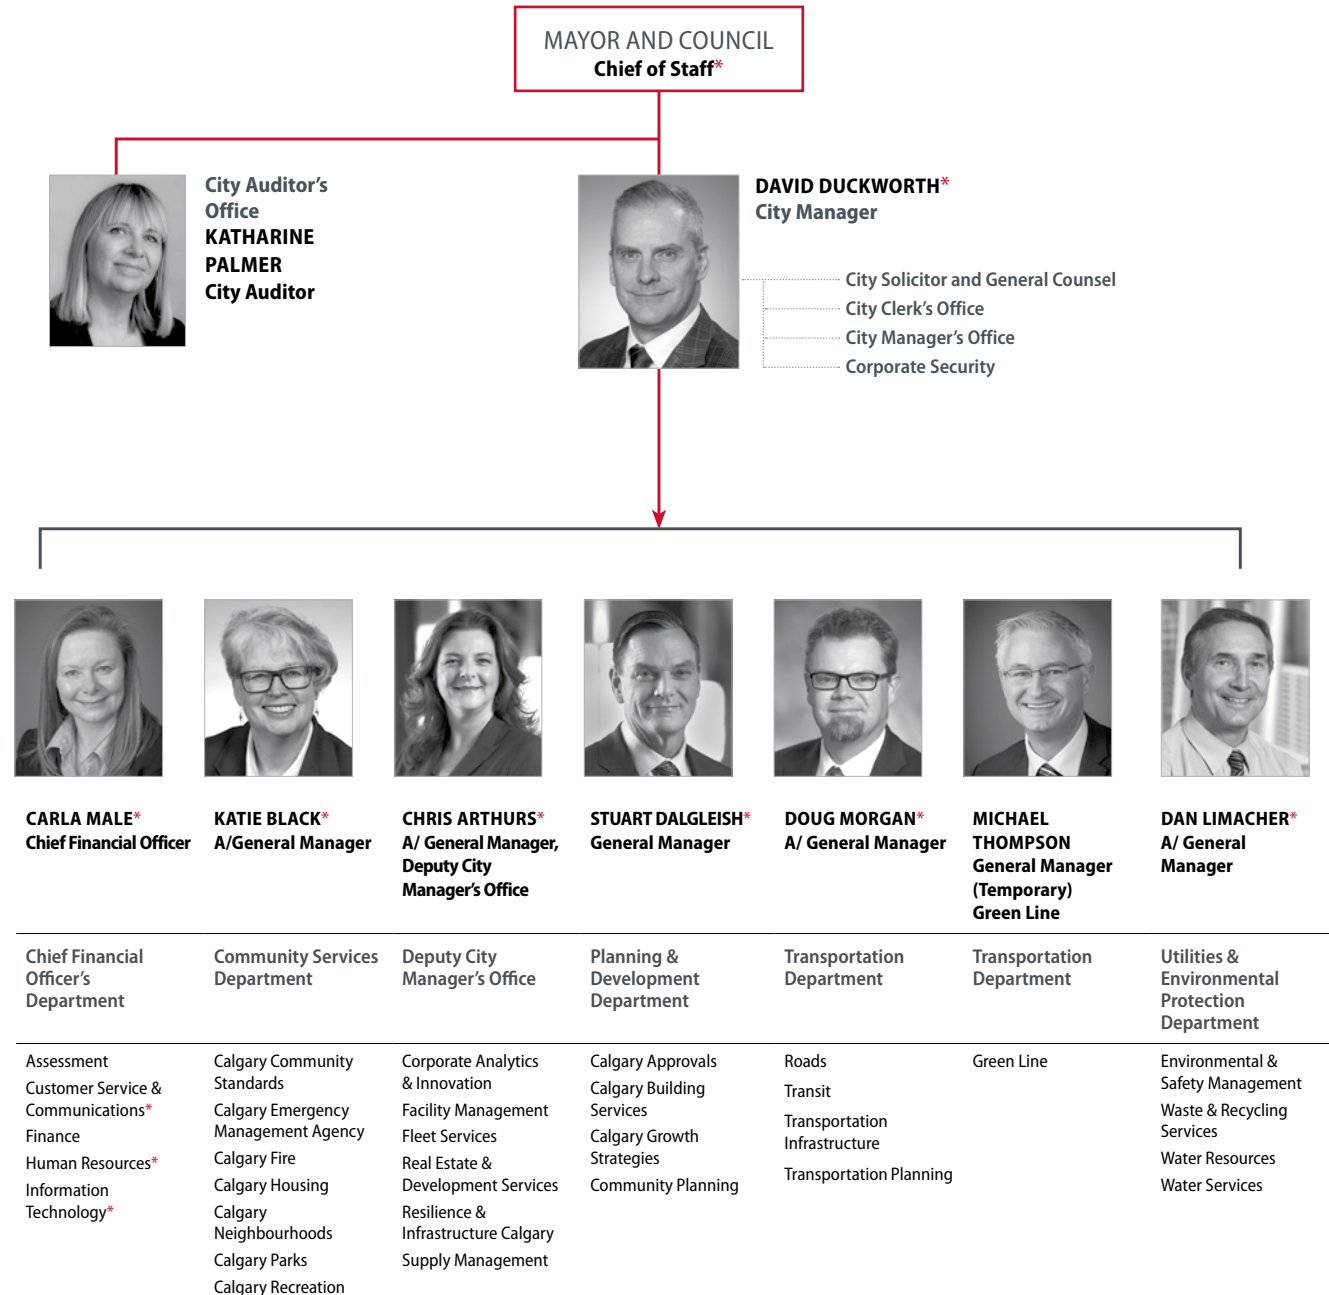 MAYOR AND COUNCIL
Chief of Staff*
City Auditor's
Office
KATHARINE
PALMER
City Auditor
DAVID DUCKWORTH*
City Manager
City Solicitor and General Counsel
City Clerk's Office
City Manager's Office
Corporate Security
CARLA MALE*
Chief Financial Officer
KATIE BLACK*
A/General Manager
CHRIS ARTHURS*
A/ General Manager,
Deputy City
Manager's Office
STUART DALGLEISH*
General Manager
DOUG MORGAN*
A/ General Manager
MICHAEL
THOMPSON
General Manager
(Temporary)
Green Line
DAN LIMACHER*
A/ General
Manager
Chief Financial
Officer's
Department
Community Services
Department
Deputy City
Manager's Office
Planning &
Development
Department
Transportation
Department
Transportation
Department
Utilities &
Environmental
Protection
Department
Assessment
Customer Service &
Communications*
Finance
Human Resources*
Information
Technology*
Calgary Community
Standards
Calgary Emergency
Management Agency
Calgary Fire
Calgary Housing
Calgary
Neighbourhoods
Calgary Parks
Calgary Recreation
Corporate Analytics
& Innovation
Facility Management
Fleet Services
Real Estate &
Development Services
Resilience &
Infrastructure Calgary
Supply Management
Calgary Approvals
Calgary Building
Services
Calgary Growth
Strategies
Community Planning
Roads
Transit
Transportation
Infrastructure
Transportation Planning
Green Line
Environmental &
Safety Management
Waste & Recycling
Services
Water Resources
Water Services